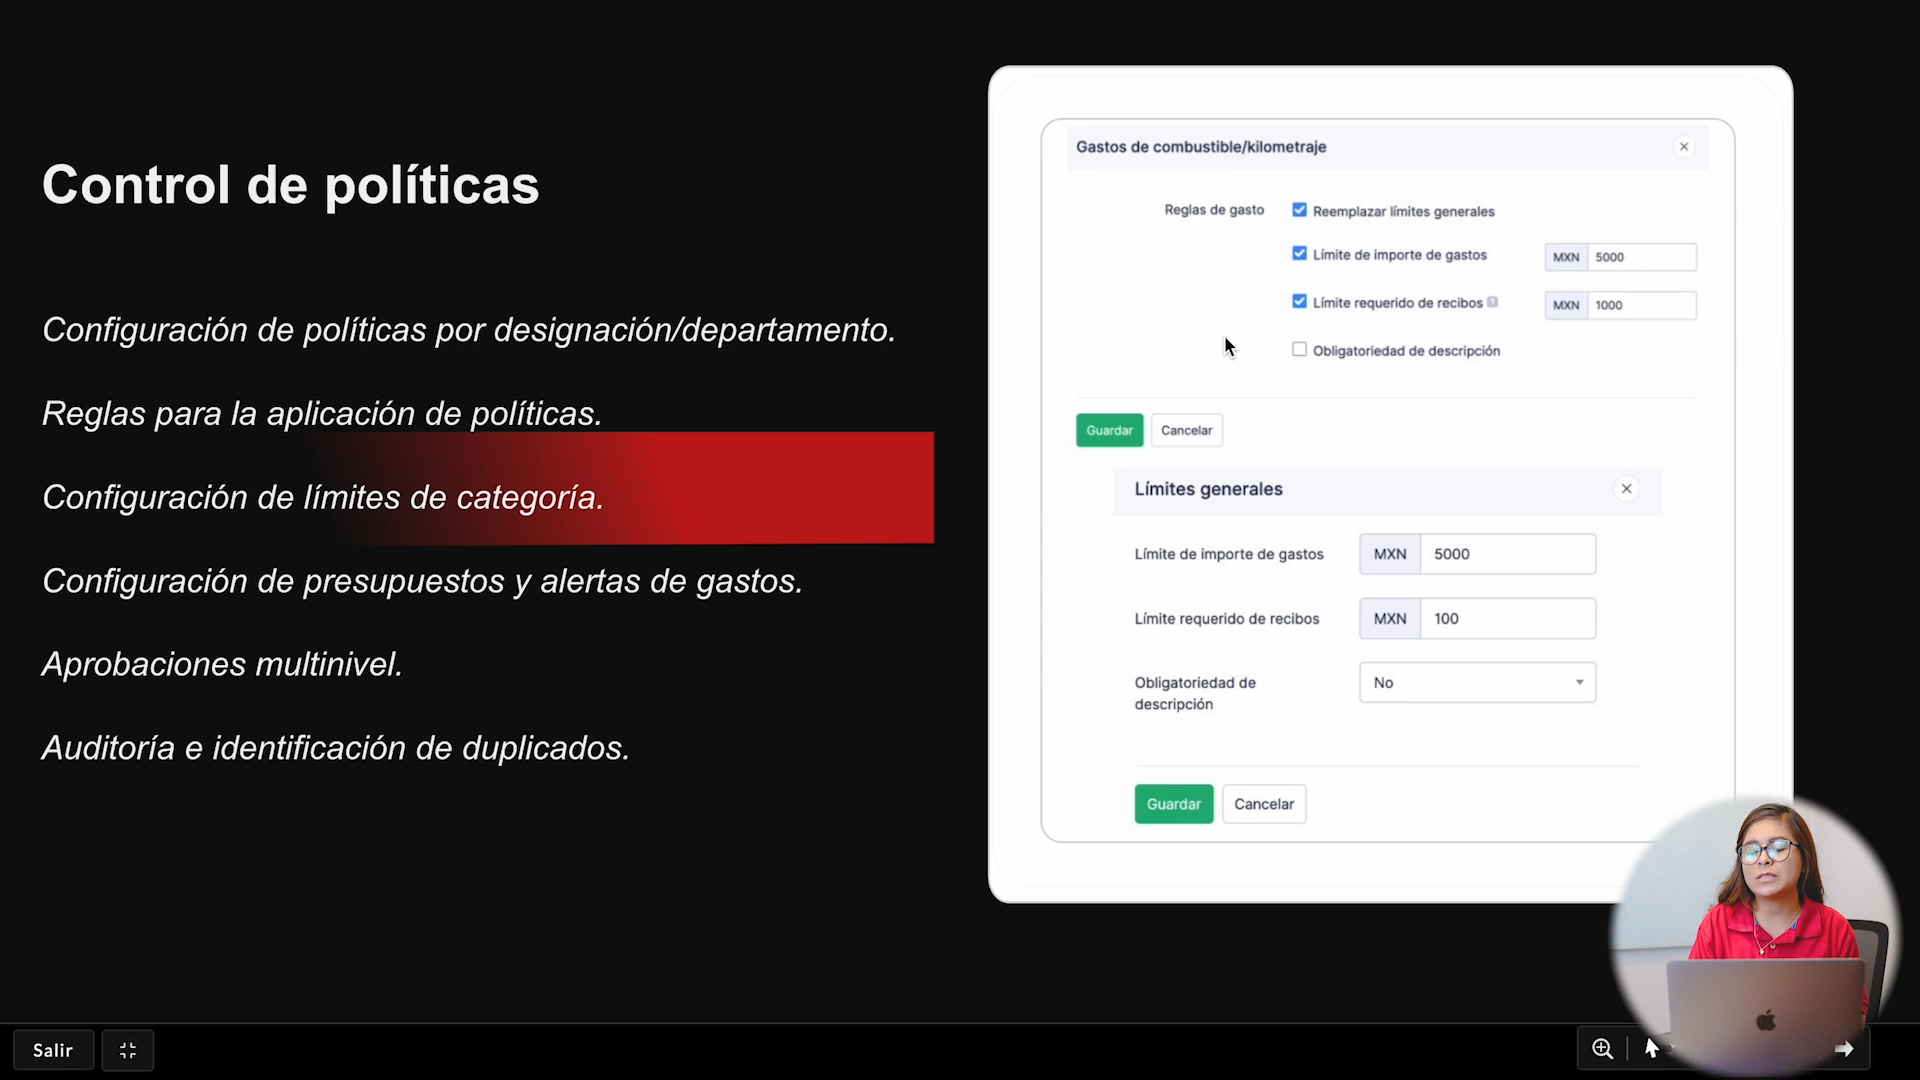 Control de políticas
Configuración de políticas por designación/departamento.
Reglas para la aplicación de políticas.
Configuración de límites de categoría.
Configuración de presupuestos y alertas de gastos.
Aprobaciones multinivel.
Auditoría e identificación de duplicados.
Gastos de combustible/kilometraje
Reglas de gasto
Reemplazar límites generales
Límite de importe de gastos MXN 5000
Límite requerido de recibos ? MXN 1000
Obligatoriedad de descripción
Guardar Cancelar
Límites generales
Límite de importe de gastos MXN 5000
Límite requerido de recibos MXN 100
Obligatoriedad de
descripción
No
Guardar Cancelar
Salir